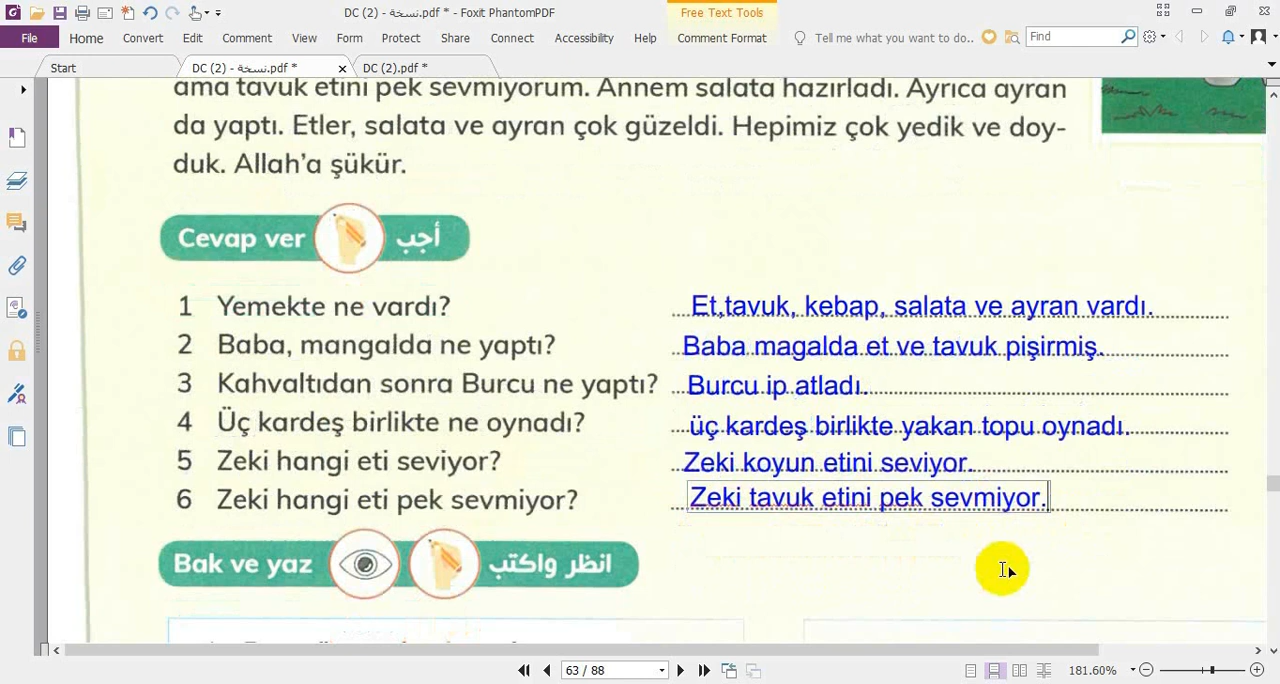 DC (2) - نسخة.pdf * - Foxit PhantomPDF
Free Text Tools
File Home Convert Edit Comment View Form Protect Share Connect Accessibility Help Comment Format Tell me what you want to do.. Find
Start DC (2) - نسخة.pdf * DC (2).pdf *
ama tavuk etini pek sevmiyorum. Annem salata hazırladı. Ayrıca ayran
da yaptı. Etler, salata ve ayran çok güzeldi. Hepimiz çok yedik ve doy-
duk. Allah'a şükür.
Cevap ver أجب
1 Yemekte ne vardı? Et,tavuk, kebap, salata ve ayran vardı.
2 Baba, mangalda ne yaptı? Baba magalda et ve tavuk pişirmiş.
3 Kahvaltıdan sonra Burcu ne yaptı? Burcu ip atladı.
4 Üç kardeş birlikte ne oynadı? üç kardeş birlikte yakan topu oynadı.
5 Zeki hangi eti seviyor? Zeki koyun etini seviyor.
6 Zeki hangi eti pek sevmiyor? Zeki tavuk etini pek sevmiyor.
Bak ve yaz انظر واكتب
63 / 88 181.60%